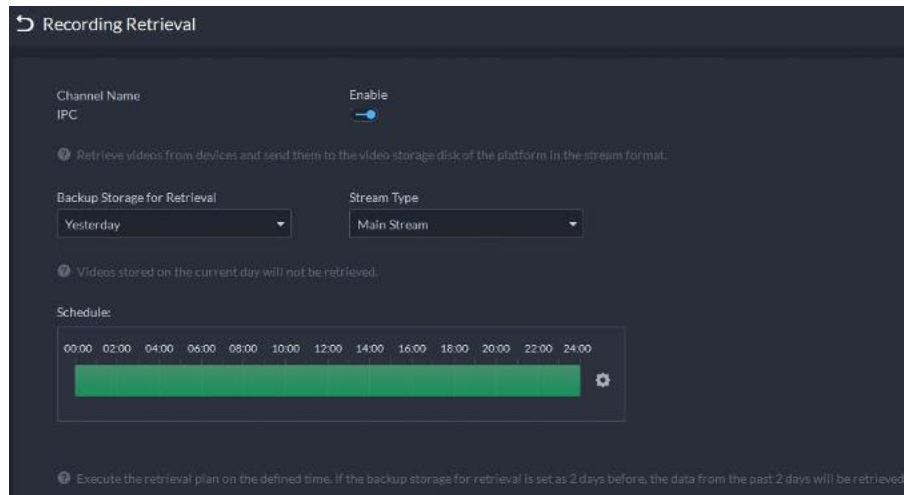 Recording Retrieval
Channel Name
Enable
IPC
Retrieve videos from devices and send them to the video storage disk of the platform in the stream format.
Backup Storage for Retrieval
Stream Type
Yesterday
Main Stream
Videos stored on the current day will not be retrieved.
Schedule:
00:00 02:00 04:00 06:00 08:00 10:00 12:00 14:00 16:00 18:00 20:00 22:00 24:00
Execute the retrieval plan on the defined time. If the backup storage for retrieval is set as 2 days before, the data from the past 2 days will be retrieved